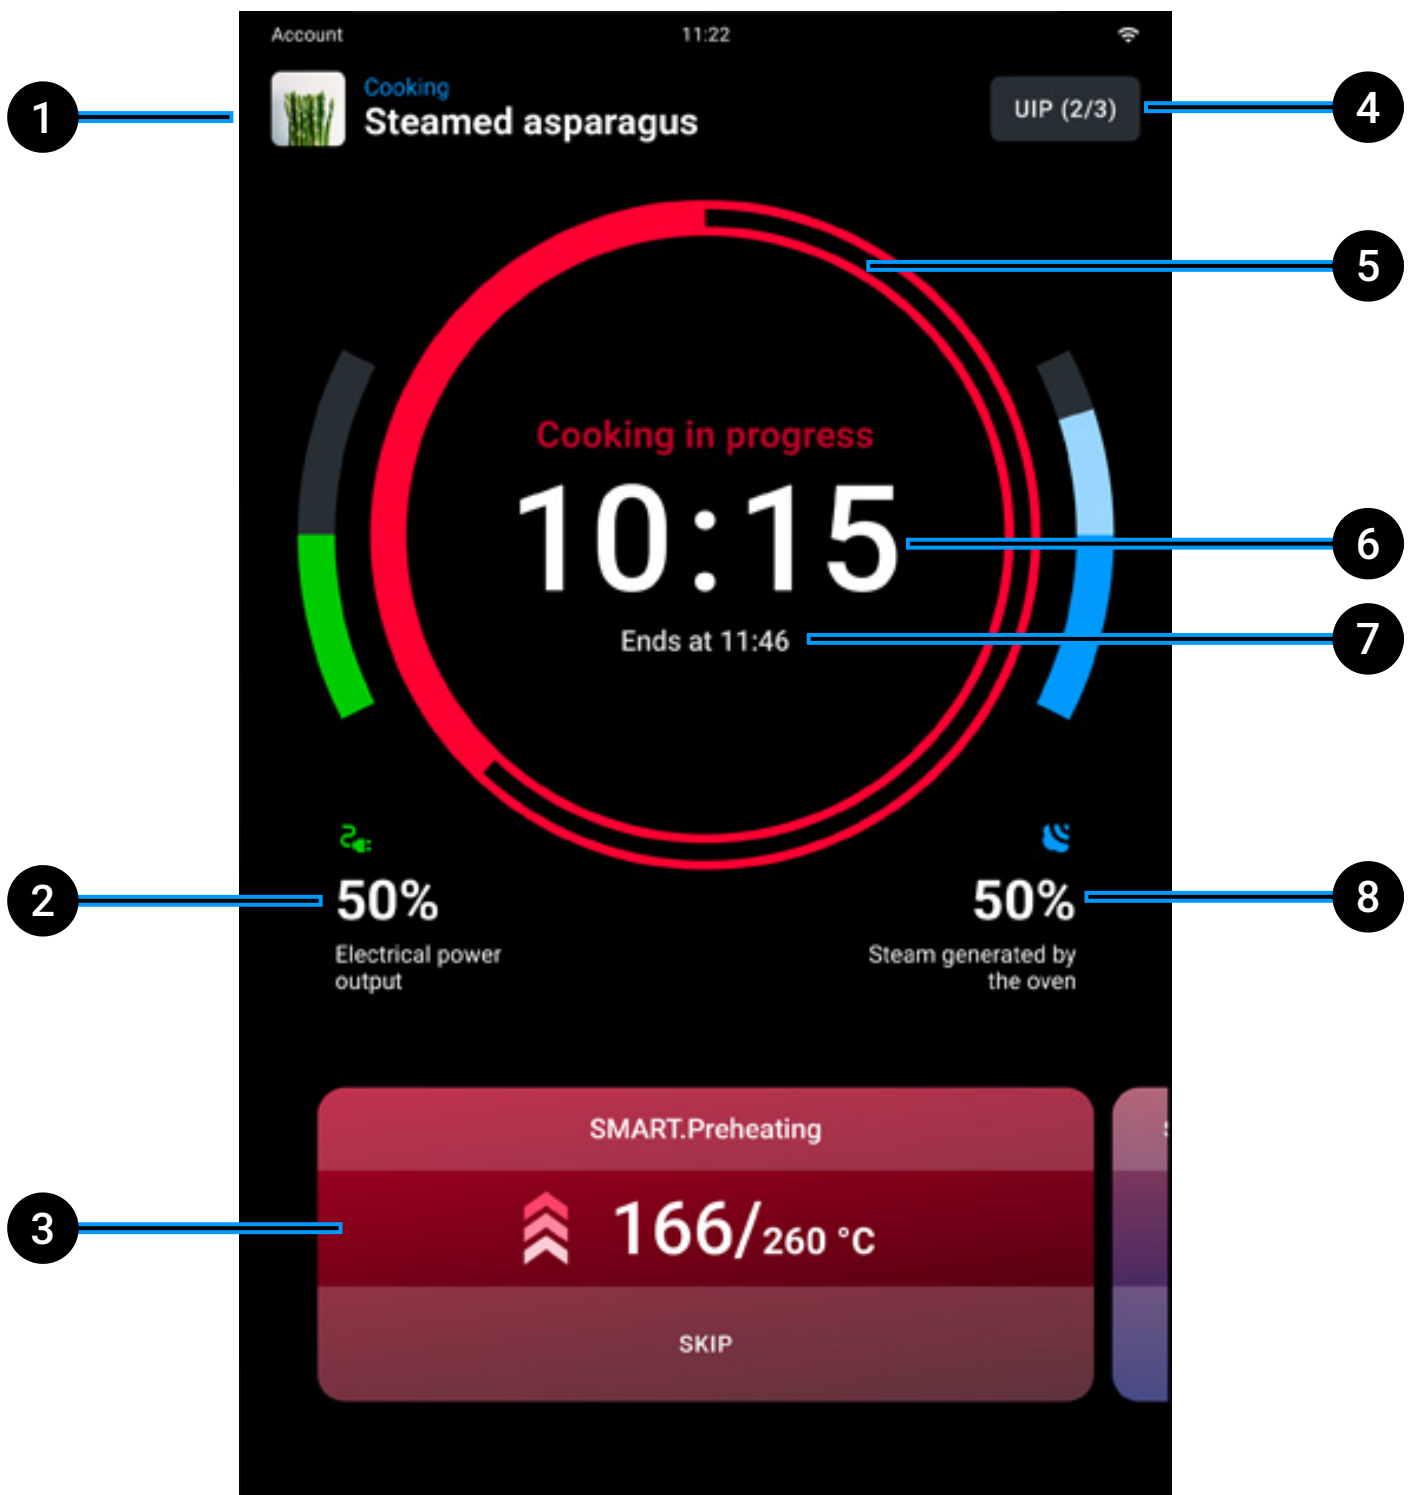 Account
11:22
1
Cooking
Steamed asparagus
UIP (2/3)
4
5
Cooking in progress
10:15
6
Ends at 11:46
7
2
50%
Electrical power
output
50%
8
Steam generated by
the oven
SMART.Preheating
3
166/260 °C
SKIP